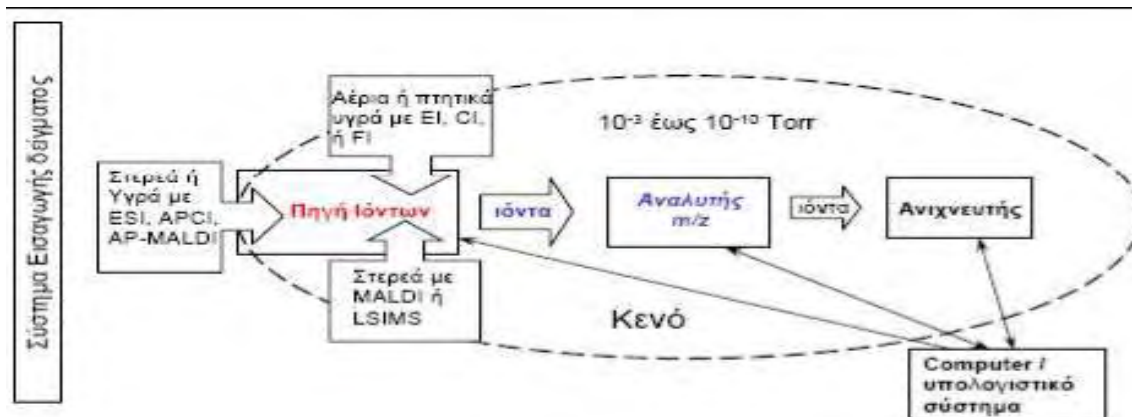 Σύστημα Εισαγωγής δείγματος
Αέρια ή πτητικά
υγρά με EI, CI,
ή FI
10⁻³ έως 10⁻¹⁰ Torr
Στερεά ή
Υγρά με
ESI, APCI,
AP-MALDI
Πηγή Ιόντων
ιόντα
Αναλυτής
m/z
ιόντα
Ανιχνευτής
Στερεά με
MALDI ή
LSIMS
Κενό
Computer /
υπολογιστικό
σύστημα